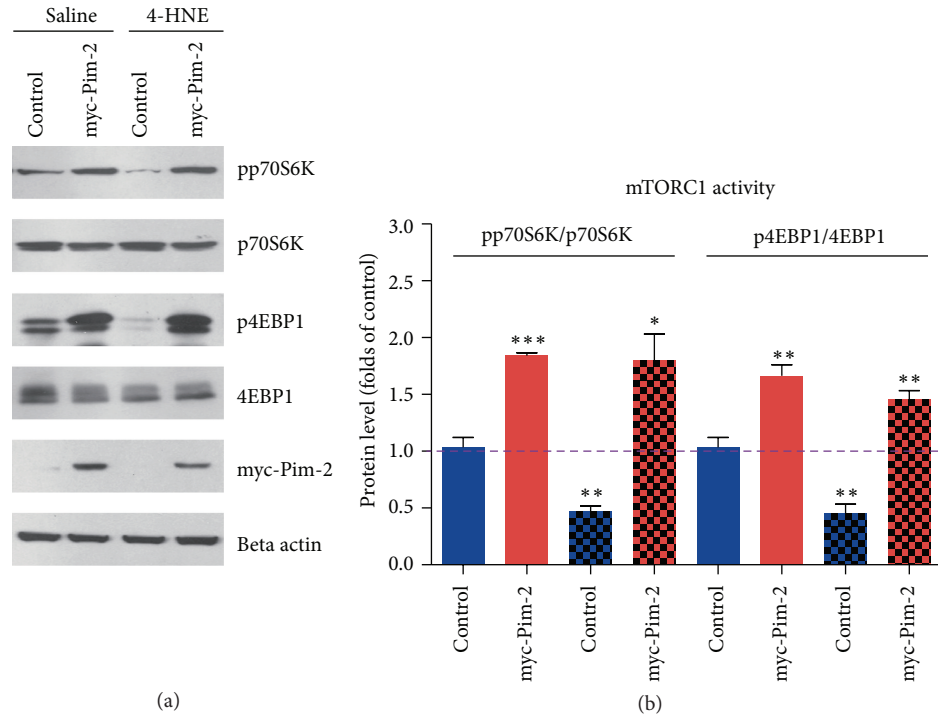 Saline 4-HNE
Control myc-Pim-2 Control myc-Pim-2
pp70S6K
p70S6K
p4EBP1
4EBP1
myc-Pim-2
Beta actin
(a)
mTORC1 activity
pp70S6K/p70S6K p4EBP1/4EBP1
Protein level (folds of control)
3.0
2.5
2.0
1.5
1.0
0.5
0.0
*** * ** **
** **
Control myc-Pim-2 Control myc-Pim-2 Control myc-Pim-2 Control myc-Pim-2
(b)